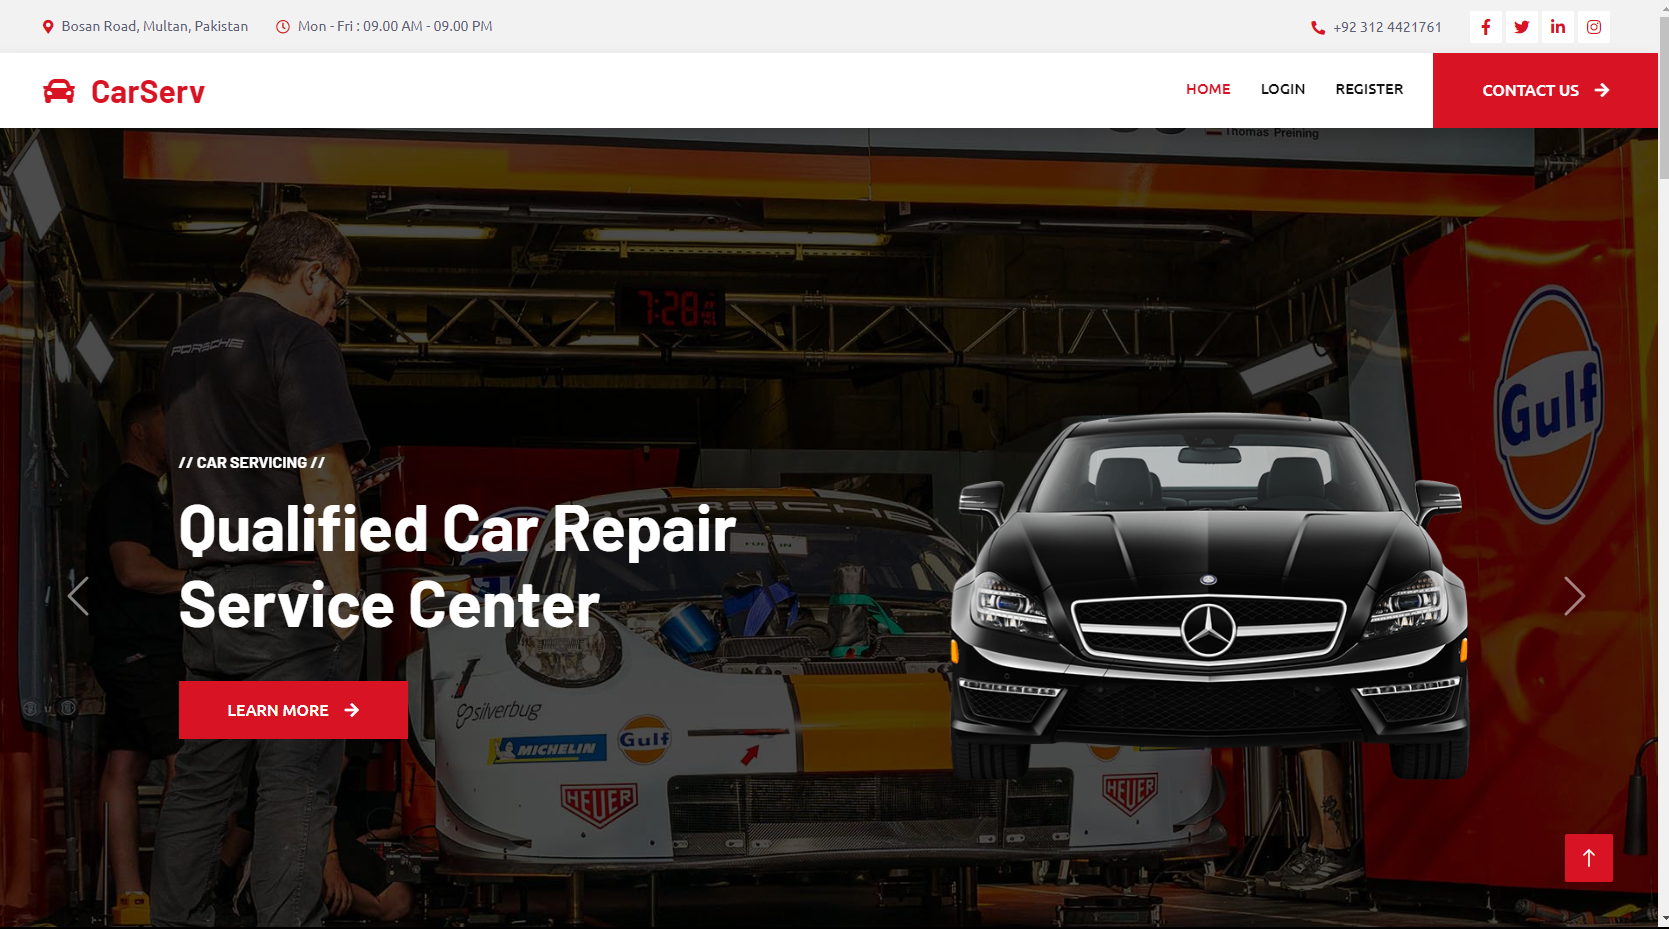 Bosan Road, Multan, Pakistan
Mon - Fri : 09.00 AM - 09.00 PM
+92 312 4421761
CarServ
HOME
LOGIN
REGISTER
CONTACT US
Thomas Preining
7:28
PORSCHE
Gulf
// CAR SERVICING //
Qualified Car Repair
Service Center
PORSCHE
LEARN MORE
silverbug
MICHELIN
Gulf
HEUER
HEUER